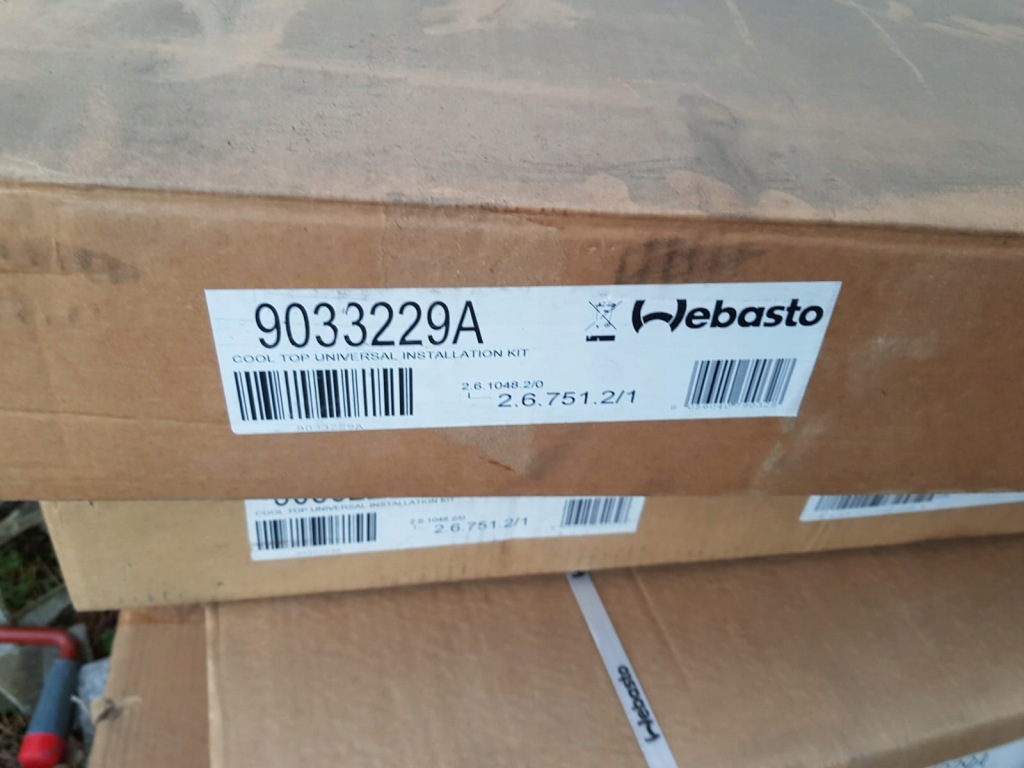 9033229A
Webasto
COOL TOP UNIVERSAL INSTALLATION KIT
2.6.1048.2/0
2.6.751.2/1
9033229A
COOL TOP UNIVERSAL INSTALLATION KIT
2.6.1048.2/0
2.6.751.2/1
Webasto